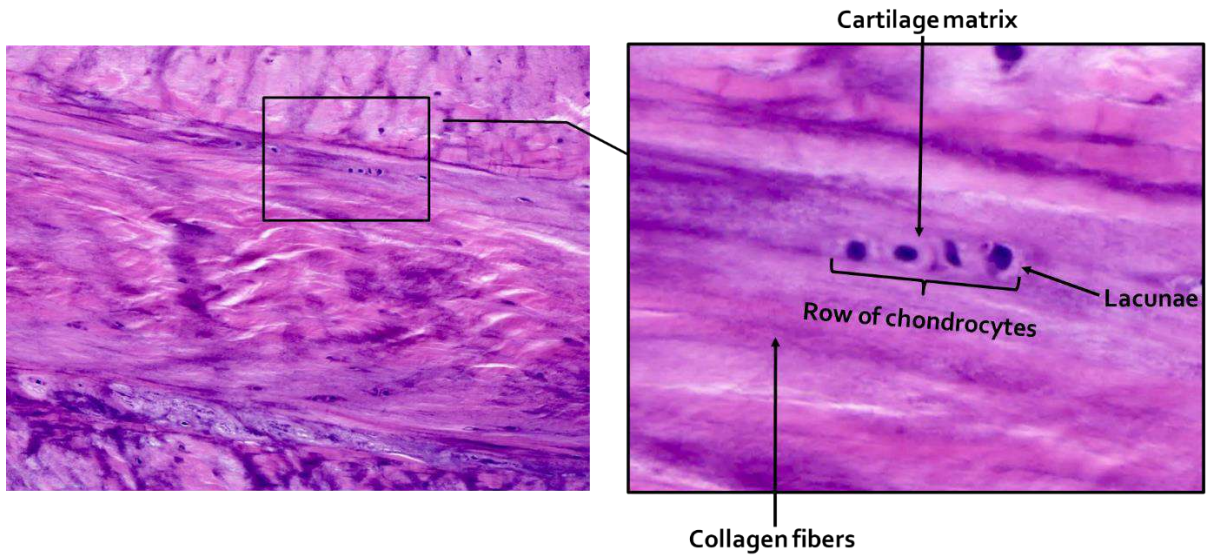 Cartilage matrix
Lacunae
Row of chondrocytes
Collagen fibers